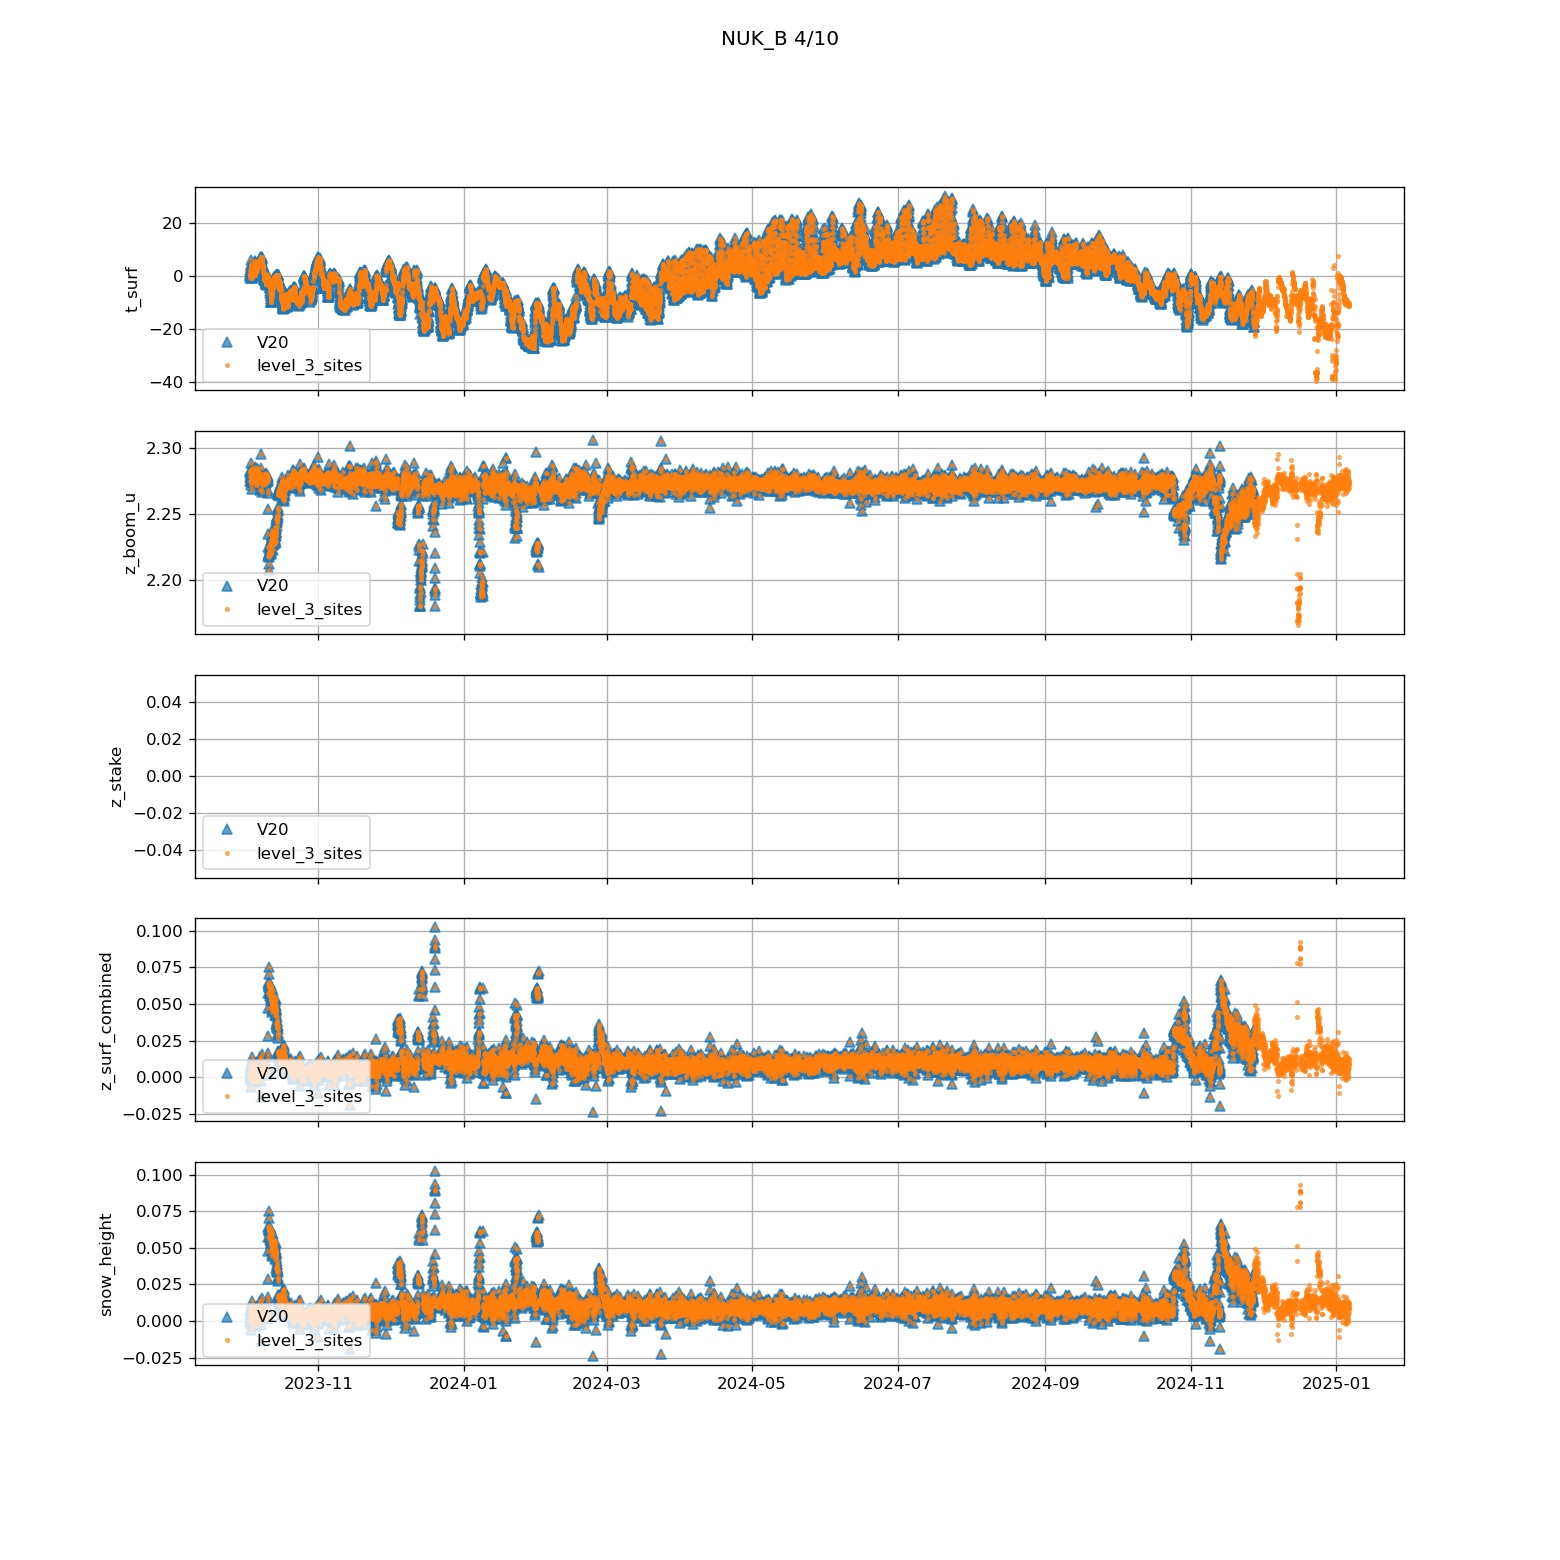 NUK_B 4/10
t_surf
20
0
−20
−40
V20
level_3_sites
z_boom_u
2.30
2.25
2.20
V20
level_3_sites
z_stake
0.04
0.02
0.00
−0.02
−0.04
V20
level_3_sites
z_surf_combined
0.100
0.075
0.050
0.025
0.000
−0.025
V20
level_3_sites
snow_height
0.100
0.075
0.050
0.025
0.000
−0.025
V20
level_3_sites
2023-11 2024-01 2024-03 2024-05 2024-07 2024-09 2024-11 2025-01